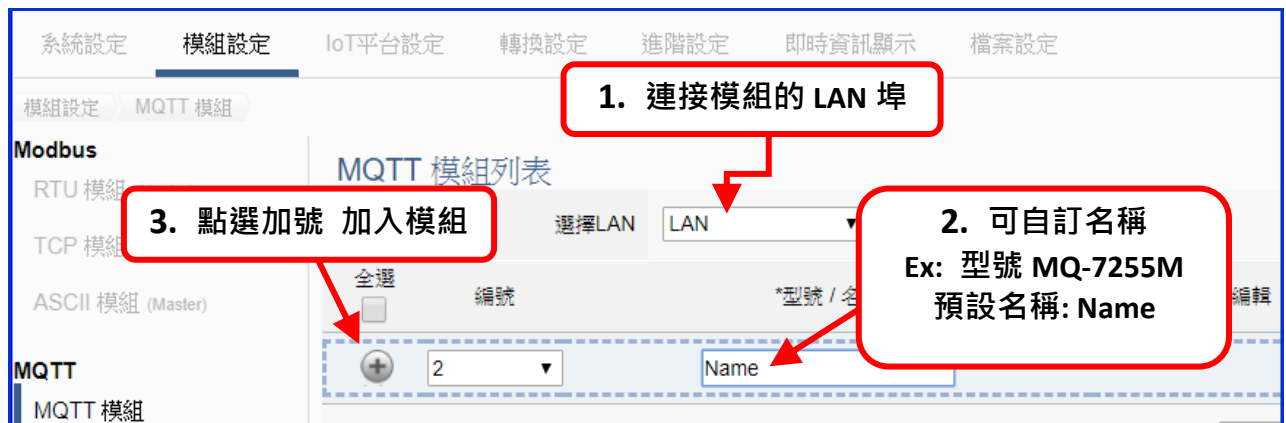 系統設定 模組設定 IoT平台設定 轉換設定 進階設定 即時資訊顯示 檔案設定
1. 連接模組的 LAN 埠
模組設定 MQTT 模組
Modbus
MQTT 模組列表
RTU 模組
3. 點選加號 加入模組
選擇LAN LAN
2. 可自訂名稱
Ex: 型號 MQ-7255M
預設名稱: Name
TCP 模組
全選
編號 *型號 / 名 編輯
ASCII 模組 (Master)
2 Name
MQTT
MQTT 模組